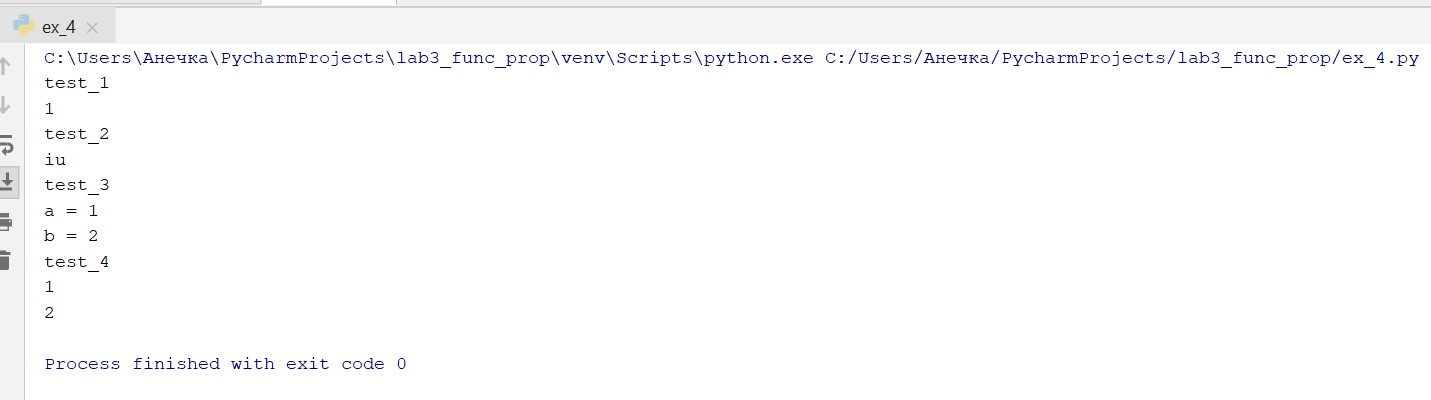 ex_4
C:\Users\Анечка\PycharmProjects\lab3_func_prop\venv\Scripts\python.exe C:/Users/Анечка/PycharmProjects/lab3_func_prop/ex_4.py
test_1
1
test_2
iu
test_3
a = 1
b = 2
test_4
1
2
Process finished with exit code 0